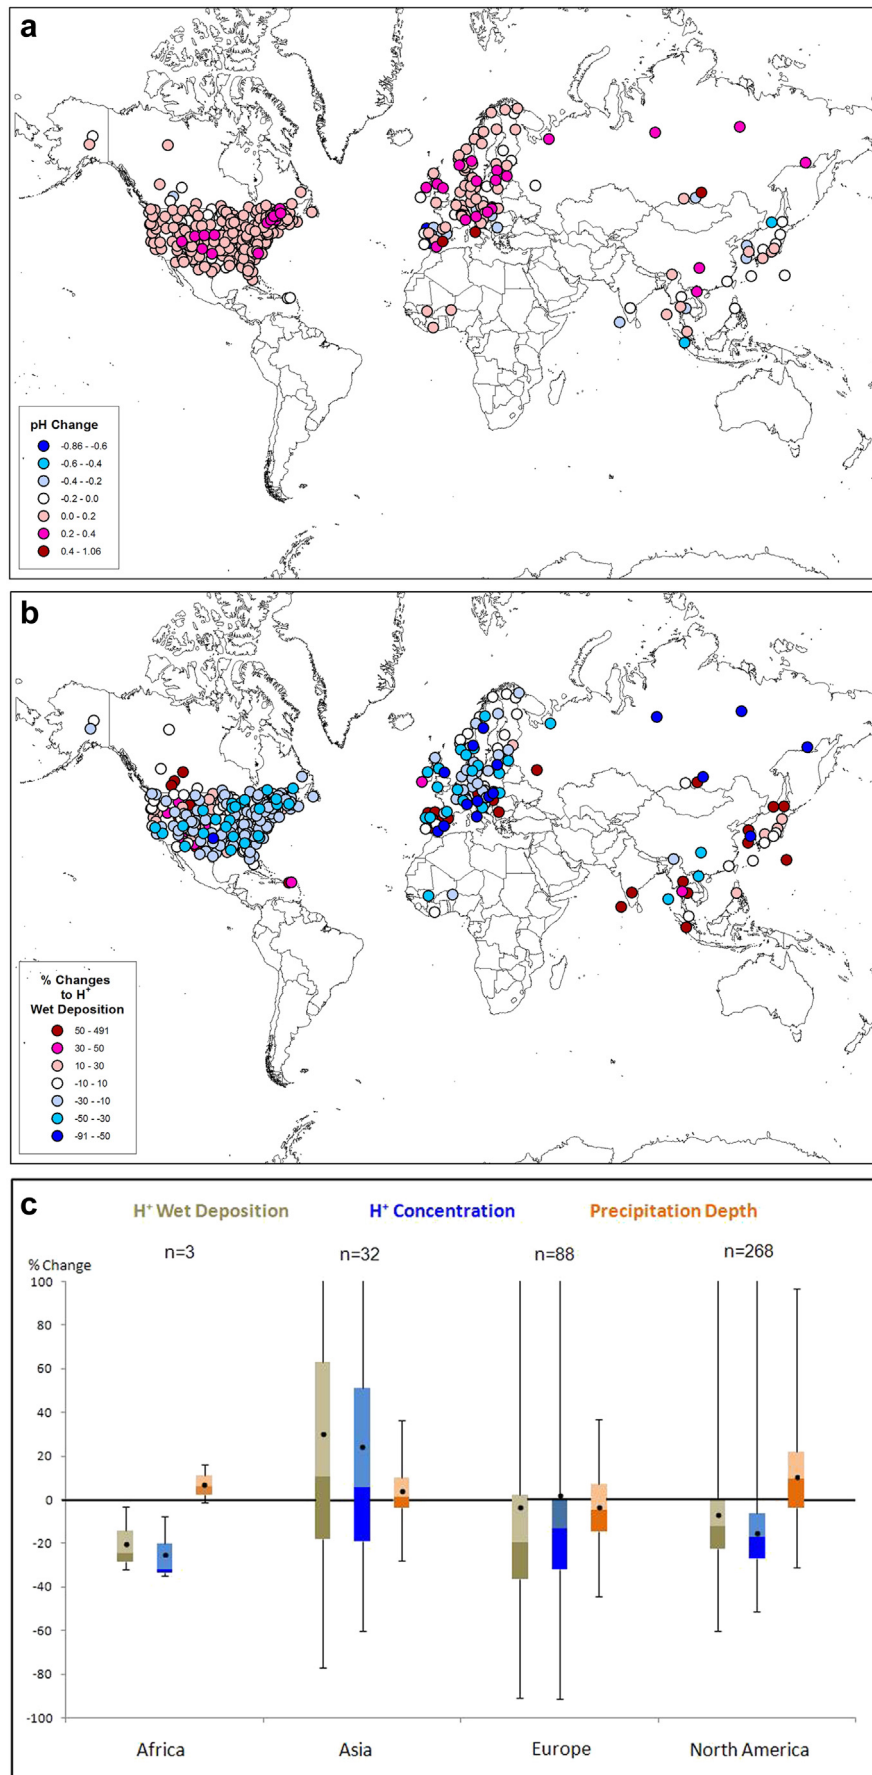 a
pH Change
-0.86 - -0.6
-0.6 - -0.4
-0.4 - -0.2
-0.2 - 0.0
0.0 - 0.2
0.2 - 0.4
0.4 - 1.06
b
% Changes
to H+
Wet Deposition
50 - 491
30 - 50
10 - 30
-10 - 10
-30 - -10
-50 - -30
-91 - -50
c
H+ Wet Deposition H+ Concentration Precipitation Depth
n=3 n=32 n=88 n=268
% Change
100
80
60
40
20
0
-20
-40
-60
-80
-100
Africa Asia Europe North America